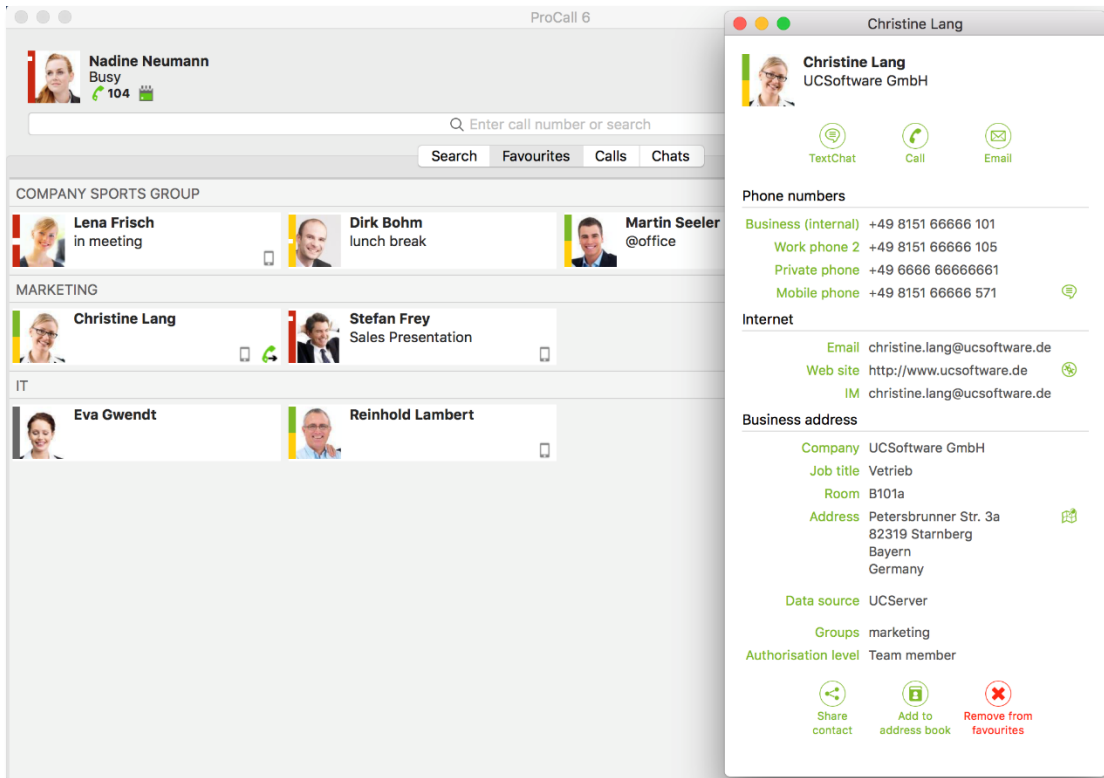 ProCall 6
Nadine Neumann
Busy
104
Enter call number or search
Search Favourites Calls Chats
COMPANY SPORTS GROUP
Lena Frisch
in meeting
Dirk Bohm
lunch break
Martin Seeler
@office
MARKETING
Christine Lang
Stefan Frey
Sales Presentation
IT
Eva Gwendt
Reinhold Lambert
Christine Lang
Christine Lang
UCSoftware GmbH
TextChat Call Email
Phone numbers
Business (internal) +49 8151 66666 101
Work phone 2 +49 8151 66666 105
Private phone +49 6666 66666661
Mobile phone +49 8151 66666 571
Internet
Email christine.lang@ucsoftware.de
Web site http://www.ucsoftware.de
IM christine.lang@ucsoftware.de
Business address
Company UCSoftware GmbH
Job title Vetrieb
Room B101a
Address Petersbrunner Str. 3a
82319 Starnberg
Bayern
Germany
Data source UCServer
Groups marketing
Authorisation level Team member
Share contact
Add to address book
Remove from favourites